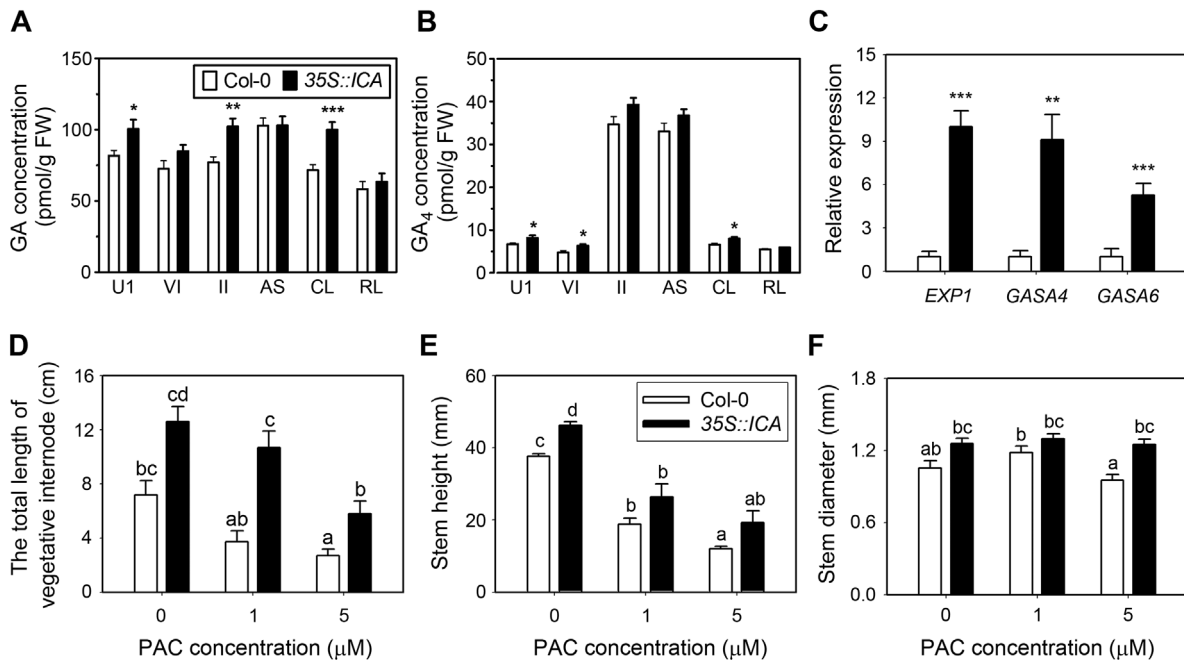 A
GA concentration
(pmol/g FW)
150
100
50
0
Col-0
35S::ICA
*
**
***
U1 VI II AS CL RL
B
GA4 concentration
(pmol/g FW)
50
40
30
20
10
0
*
*
*
U1 VI II AS CL RL
C
Relative expression
15
12
9
6
3
0
***
**
***
EXP1 GASA4 GASA6
D
The total length of
vegetative internode (cm)
16
12
8
4
0
bc cd
ab c
a b
0 1 5
PAC concentration (μM)
E
Stem height (mm)
60
40
20
0
Col-0
35S::ICA
c d
b b
a ab
0 1 5
PAC concentration (μM)
F
Stem diameter (mm)
1.8
1.2
0.6
0.0
ab bc
b bc
a bc
0 1 5
PAC concentration (μM)